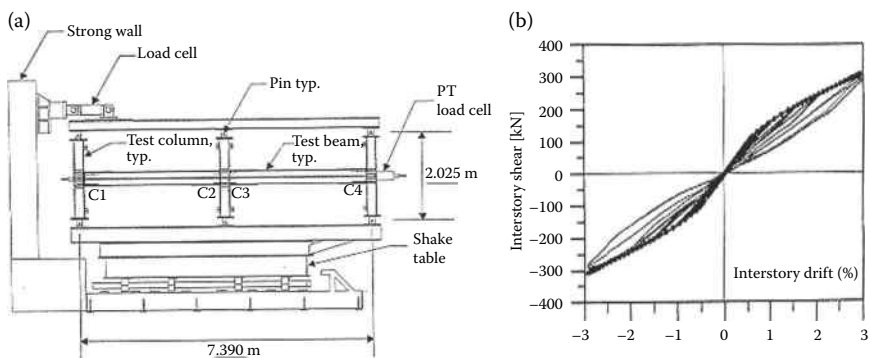 (a)
Strong wall
Load cell
Pin typ.
PT
load cell
Test column,
typ.
Test beam,
typ.
2.025 m
C1
C2
C3
C4
Shake
table
7.390 m
(b)
400
300
200
100
0
−100
−200
−300
−400
Interstory shear [kN]
Interstory drift (%)
−3
−2
−1
0
1
2
3